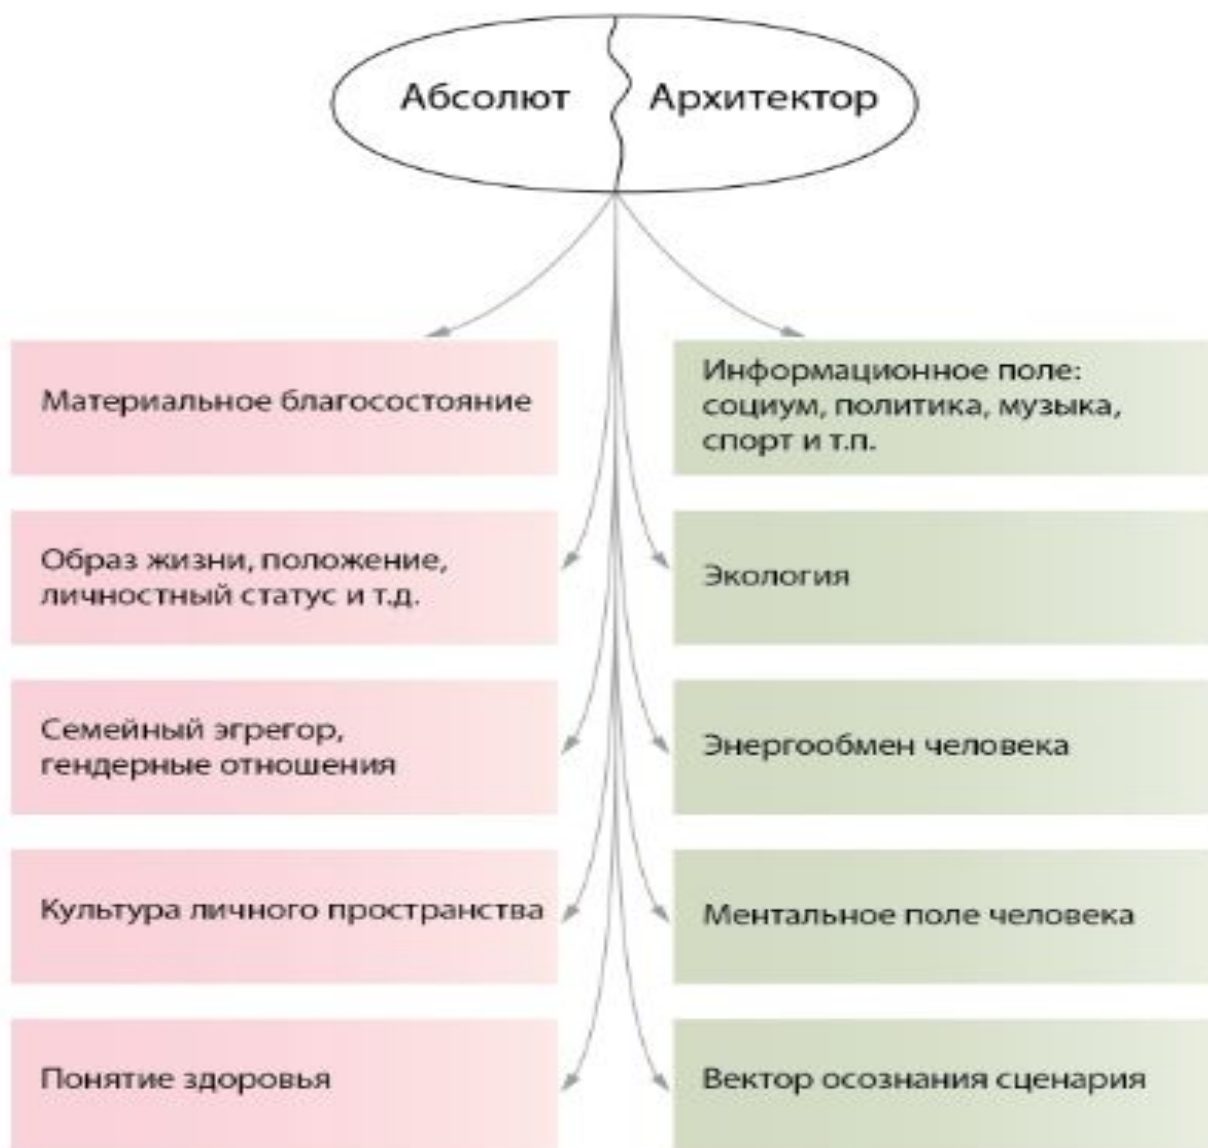 Абсолют
Архитектор
Материальное благосостояние
Информационное поле:
социум, политика, музыка,
спорт и т.п.
Образ жизни, положение,
личностный статус и т.д.
Экология
Семейный эгрегор,
гендерные отношения
Энергообмен человека
Культура личного пространства
Ментальное поле человека
Понятие здоровья
Вектор осознания сценария